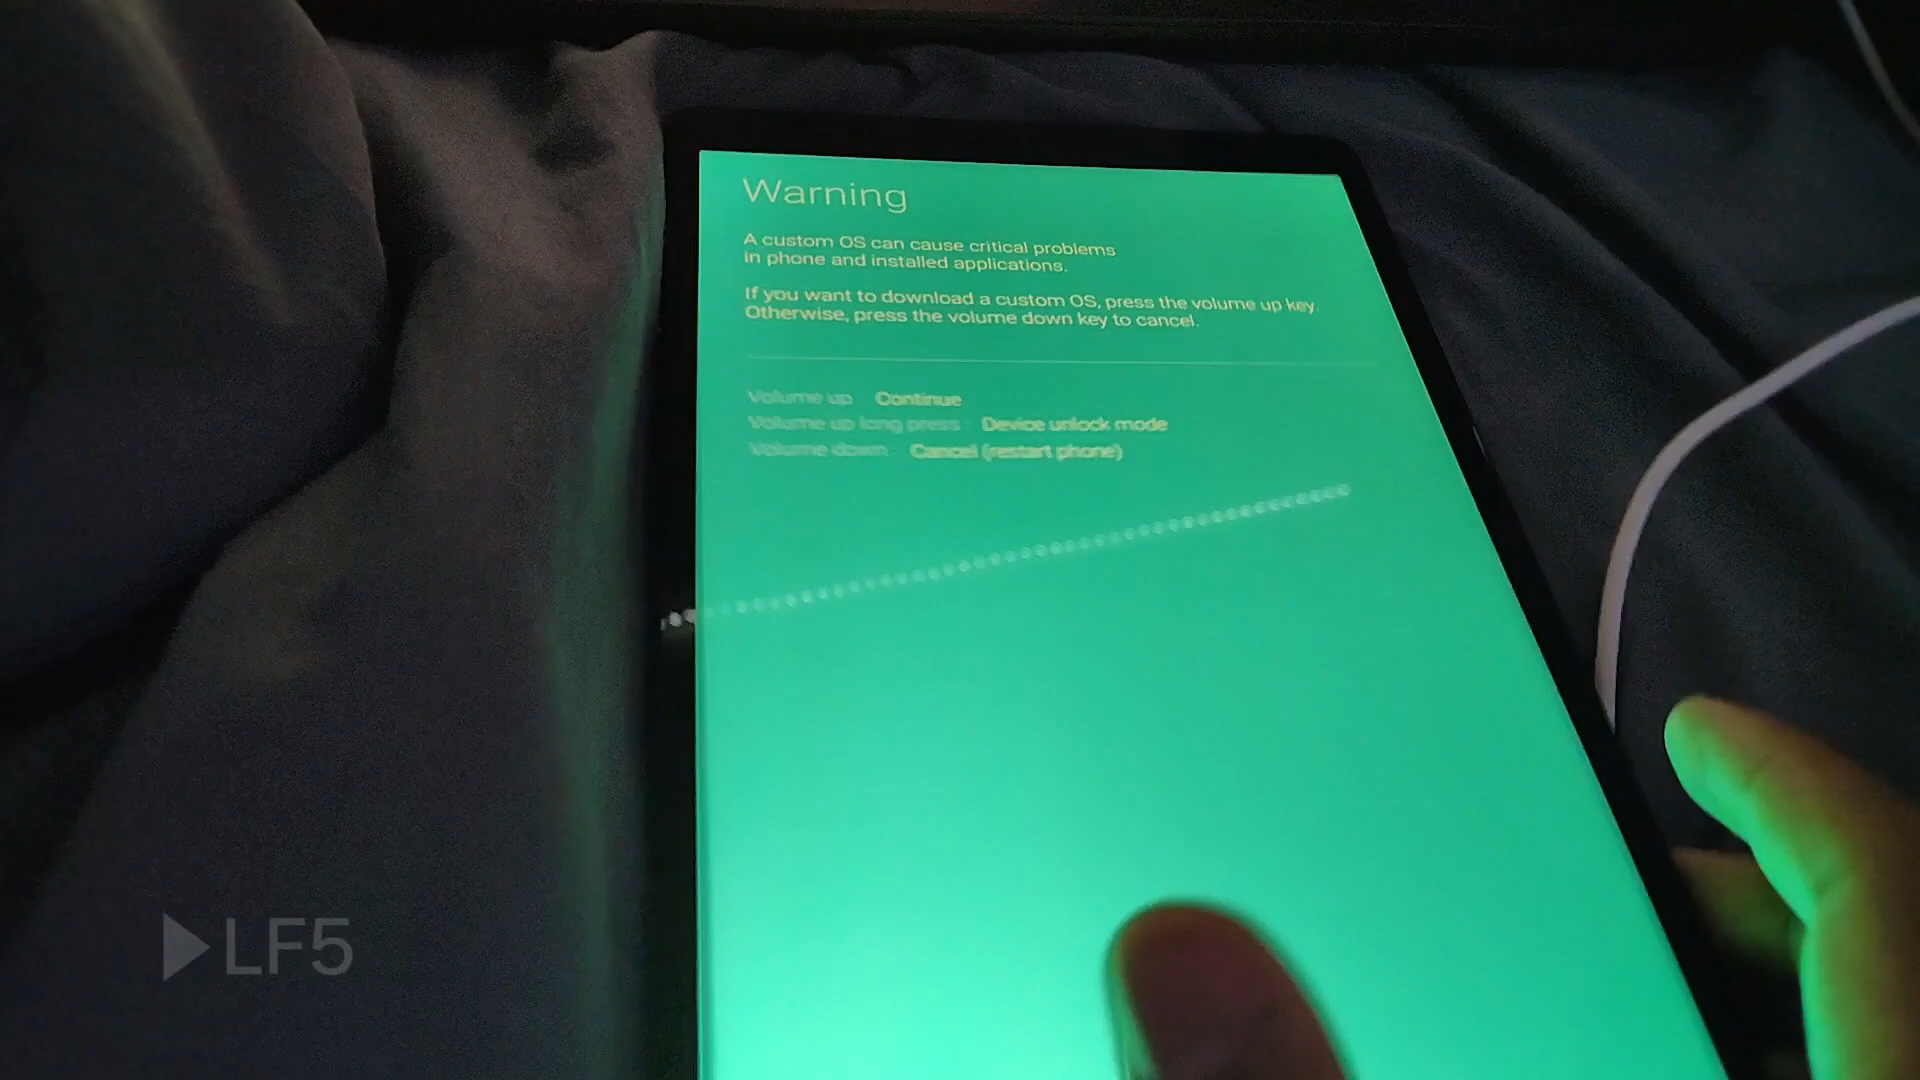 Warning
A custom OS can cause critical problems
in phone and installed applications.
If you want to download a custom OS, press the volume up key.
Otherwise, press the volume down key to cancel.
Volume up : Continue
Volume up long press : Device unlock mode
Volume down : Cancel (restart phone)
LF5